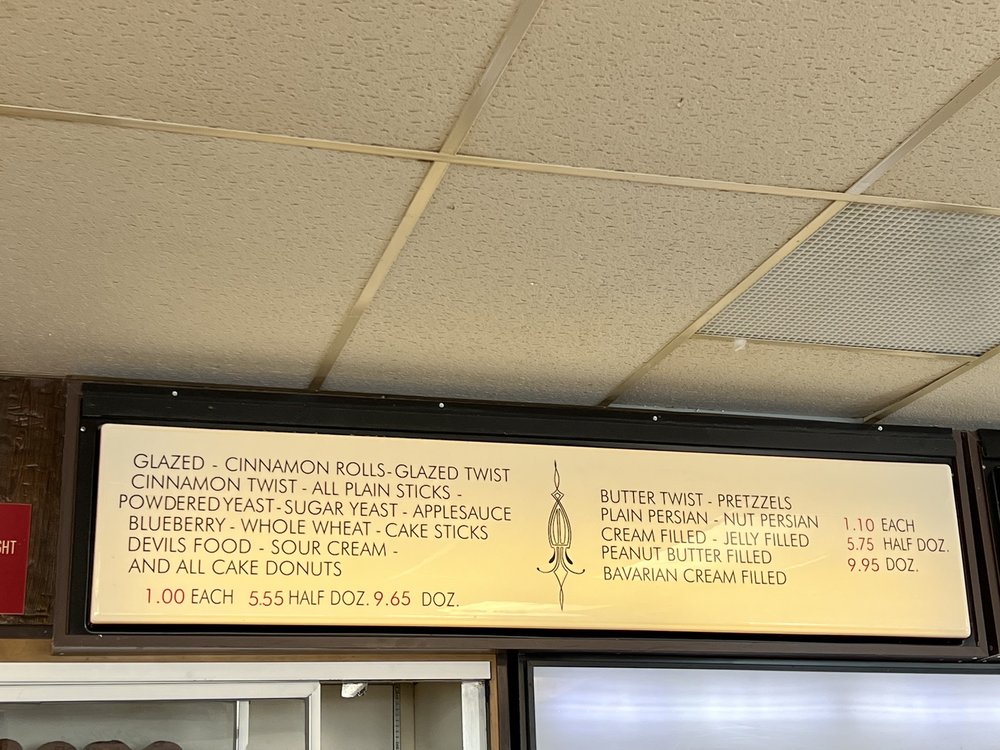 GLAZED - CINNAMON ROLLS-GLAZED TWIST
CINNAMON TWIST - ALL PLAIN STICKS -
POWDERED YEAST - SUGAR YEAST - APPLESAUCE
BLUEBERRY - WHOLE WHEAT - CAKE STICKS
DEVILS FOOD - SOUR CREAM -
AND ALL CAKE DONUTS
1.00 EACH 5.55 HALF DOZ. 9.65 DOZ.
BUTTER TWIST - PRETZZELS
PLAIN PERSIAN - NUT PERSIAN
CREAM FILLED - JELLY FILLED
PEANUT BUTTER FILLED
BAVARIAN CREAM FILLED
1.10 EACH
5.75 HALF DOZ.
9.95 DOZ.